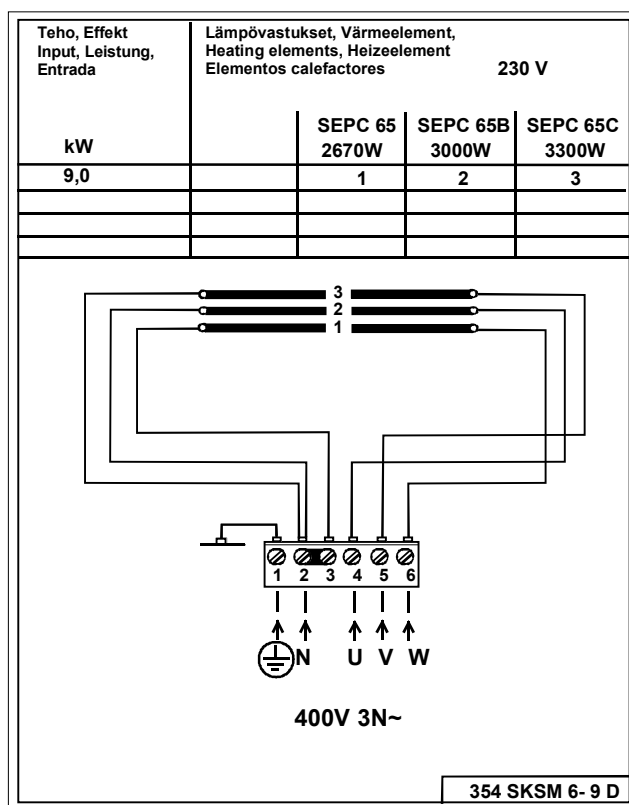 Teho, Effekt
Input, Leistung,
Entrada
Lämpövastukset, Värmeelement,
Heating elements, Heizeelement
Elementos calefactores 230 V
kW
SEPC 65 SEPC 65B SEPC 65C
2670W 3000W 3300W
9,0 1 2 3
3
2
1
1 2 3 4 5 6
N U V W
400V 3N~
354 SKSM 6- 9 D